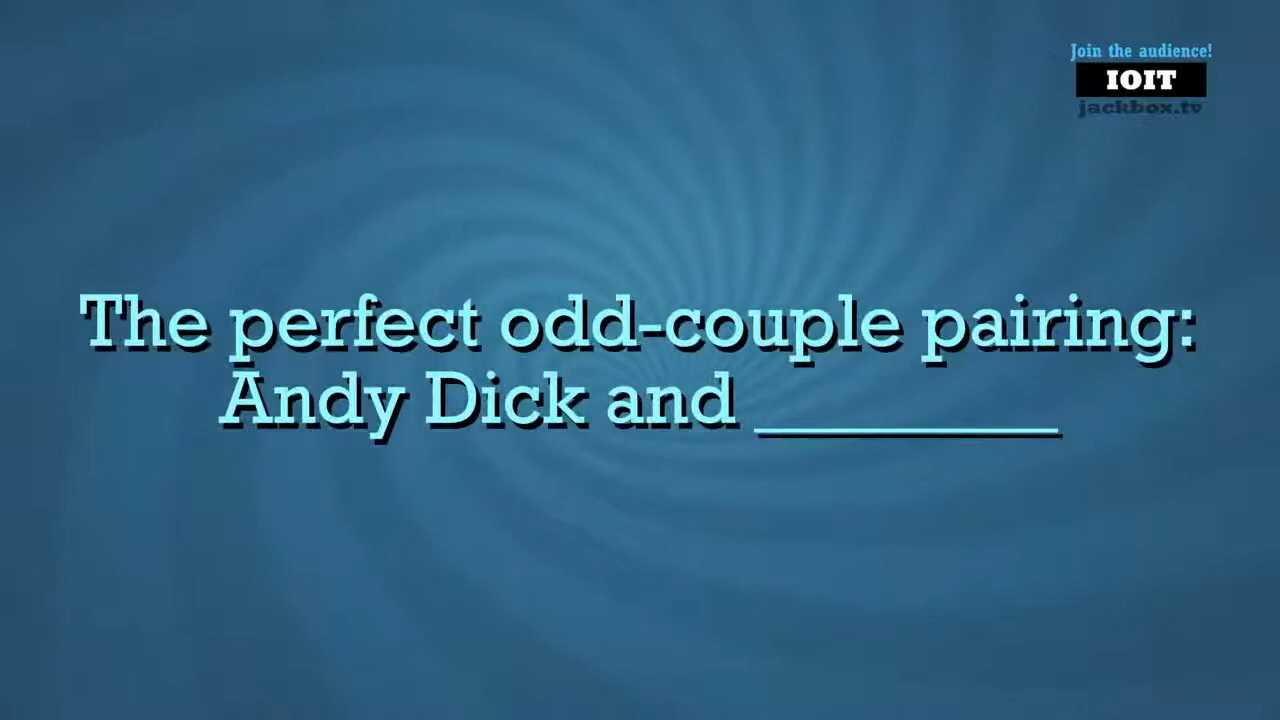 Join the audience!
IOIT
jackbox.tv
The perfect odd-couple pairing:
Andy Dick and ________